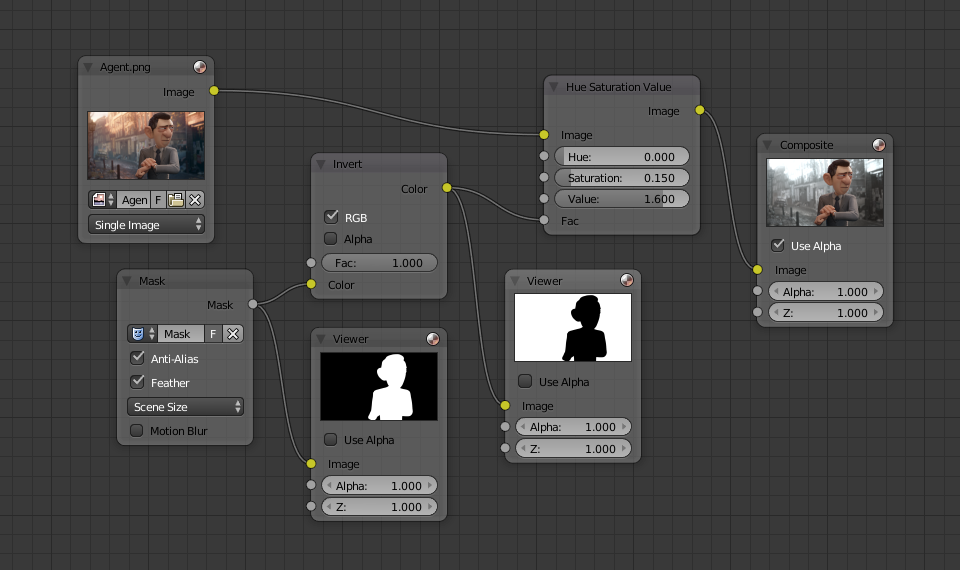 Agent.png
Image
Agen
F
Single Image
Mask
Mask
Mask
F
Anti-Alias
Feather
Scene Size
Motion Blur
Invert
Color
RGB
Alpha
Fac: 1.000
Color
Viewer
Use Alpha
Image
Alpha: 1.000
Z: 1.000
Hue Saturation Value
Image
Image
Hue: 0.000
Saturation: 0.150
Value: 1.600
Fac
Viewer
Use Alpha
Image
Alpha: 1.000
Z: 1.000
Composite
Use Alpha
Image
Alpha: 1.000
Z: 1.000